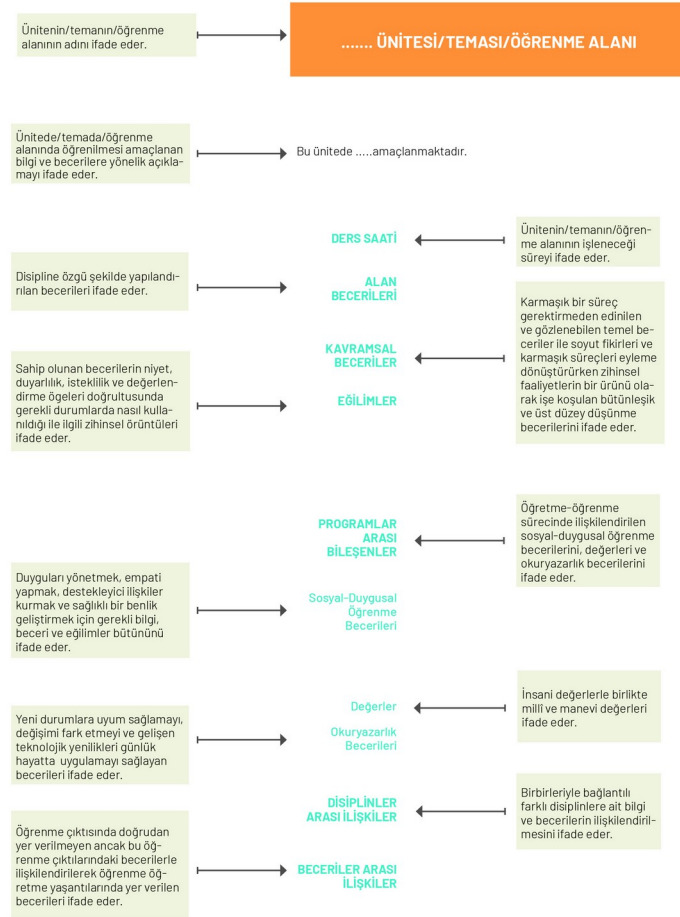 Ünitenin/temanın/öğrenme
alanının adını ifade eder.
....... ÜNİTESİ/TEMASI/ÖĞRENME ALANI
Ünitede/temada/öğrenme
alanında öğrenilmesi amaçlanan
bilgi ve becerilere yönelik açıkla-
mayı ifade eder.
Bu ünitede .....amaçlanmaktadır.
DERS SAATİ
Ünitenin/temanın/öğren-
me alanının işleneceği
süreyi ifade eder.
Disipline özgü şekilde yapılandı-
rılan becerileri ifade eder.
ALAN
BECERİLERİ
KAVRAMSAL
BECERİLER
Karmaşık bir süreç
gerektirmeden edinilen
ve gözlenebilen temel be-
ceriler ile soyut fikirleri ve
karmaşık süreçleri eyleme
dönüştürürken zihinsel
faaliyetlerin bir ürünü ola-
rak işe koşulan bütünleşik
ve üst düzey düşünme
becerilerini ifade eder.
Sahip olunan becerilerin niyet,
duyarlılık, isteklilik ve değerlen-
dirme ögeleri doğrultusunda
gerekli durumlarda nasıl kulla-
nıldığı ile ilgili zihinsel örüntüleri
ifade eder.
EĞİLİMLER
PROGRAMLAR
ARASI
BİLEŞENLER
Öğretme-öğrenme
sürecinde ilişkilendirilen
sosyal-duygusal öğrenme
becerilerini, değerleri ve
okuryazarlık becerilerini
ifade eder.
Duyguları yönetmek, empati
yapmak, destekleyici ilişkiler
kurmak ve sağlıklı bir benlik
geliştirmek için gerekli bilgi,
beceri ve eğilimler bütününü
ifade eder.
Sosyal-Duygusal
Öğrenme
Becerileri
Değerler
İnsani değerlerle birlikte
millî ve manevi değerleri
ifade eder.
Yeni durumlara uyum sağlamayı,
değişimi fark etmeyi ve gelişen
teknolojik yenilikleri günlük
hayatta uygulamayı sağlayan
becerileri ifade eder.
Okuryazarlık
Becerileri
DİSİPLİNLER
ARASI İLİŞKİLER
Birbirleriyle bağlantılı
farklı disiplinlere ait bilgi
ve becerilerin ilişkilendiril-
mesini ifade eder.
Öğrenme çıktısında doğrudan
yer verilmeyen ancak bu öğ-
renme çıktılarındaki becerilerle
ilişkilendirilerek öğrenme öğ-
retme yaşantılarında yer verilen
becerileri ifade eder.
BECERİLER ARASI
İLİŞKİLER